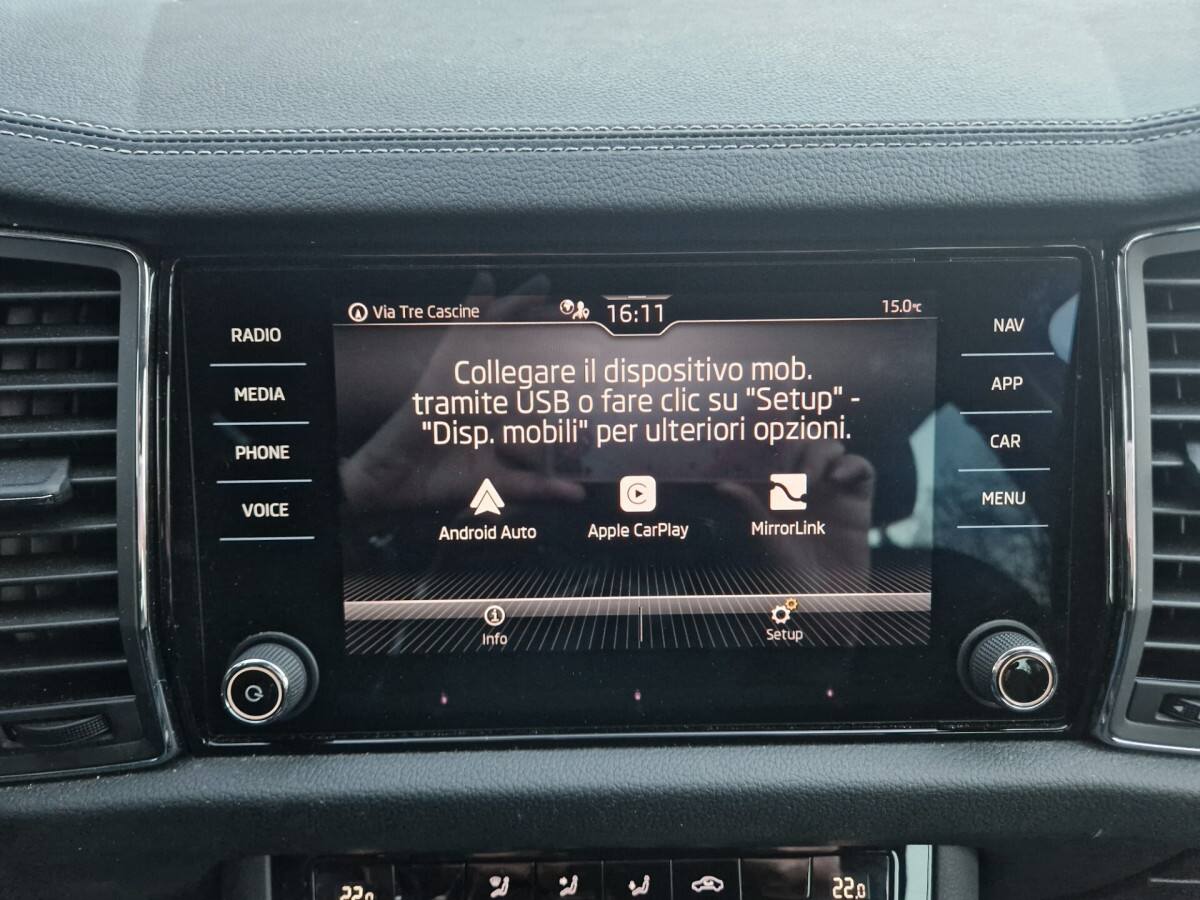 Via Tre Cascine 16:11 15.0°C
RADIO
MEDIA
PHONE
VOICE
Collegare il dispositivo mob.
tramite USB o fare clic su "Setup" -
"Disp. mobili" per ulteriori opzioni.
Android Auto Apple CarPlay MirrorLink
Info Setup
NAV
APP
CAR
MENU
22.0 22.0